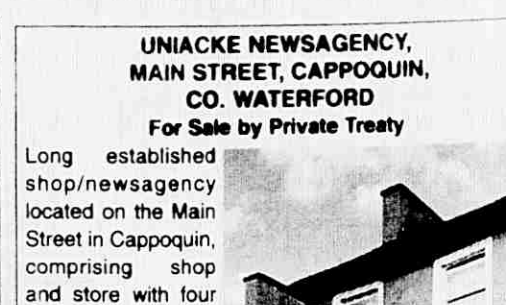 UNIACKE NEWSAGENCY,
MAIN STREET, CAPPOQUIN,
CO. WATERFORD
For Sale by Private Treaty
Long established
shop/newsagency
located on the Main
Street in Cappoquin,
comprising shop
and store with four